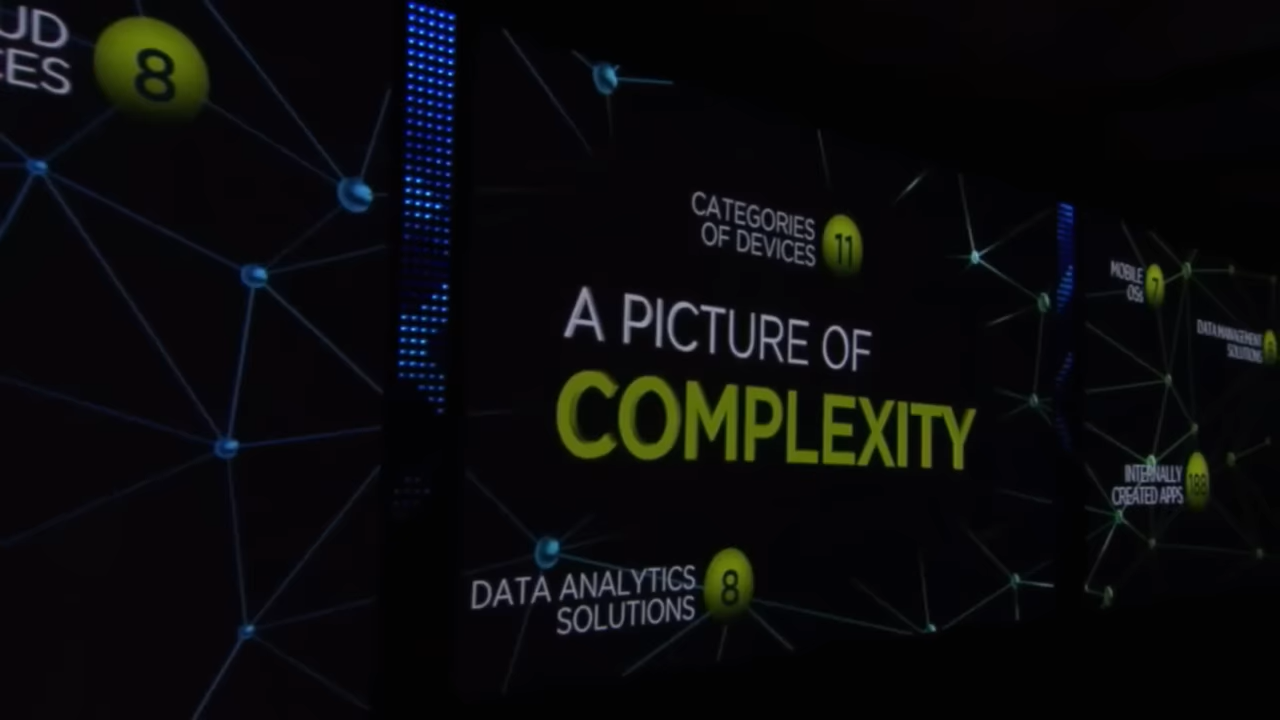 UD
CES
8
CATEGORIES
OF DEVICES
11
A PICTURE OF
COMPLEXITY
DATA ANALYTICS
SOLUTIONS
8
MOBILE
OSs
7
DATA MANAGEMENT
SOLUTIONS
INTERNALLY
CREATED APPS
188